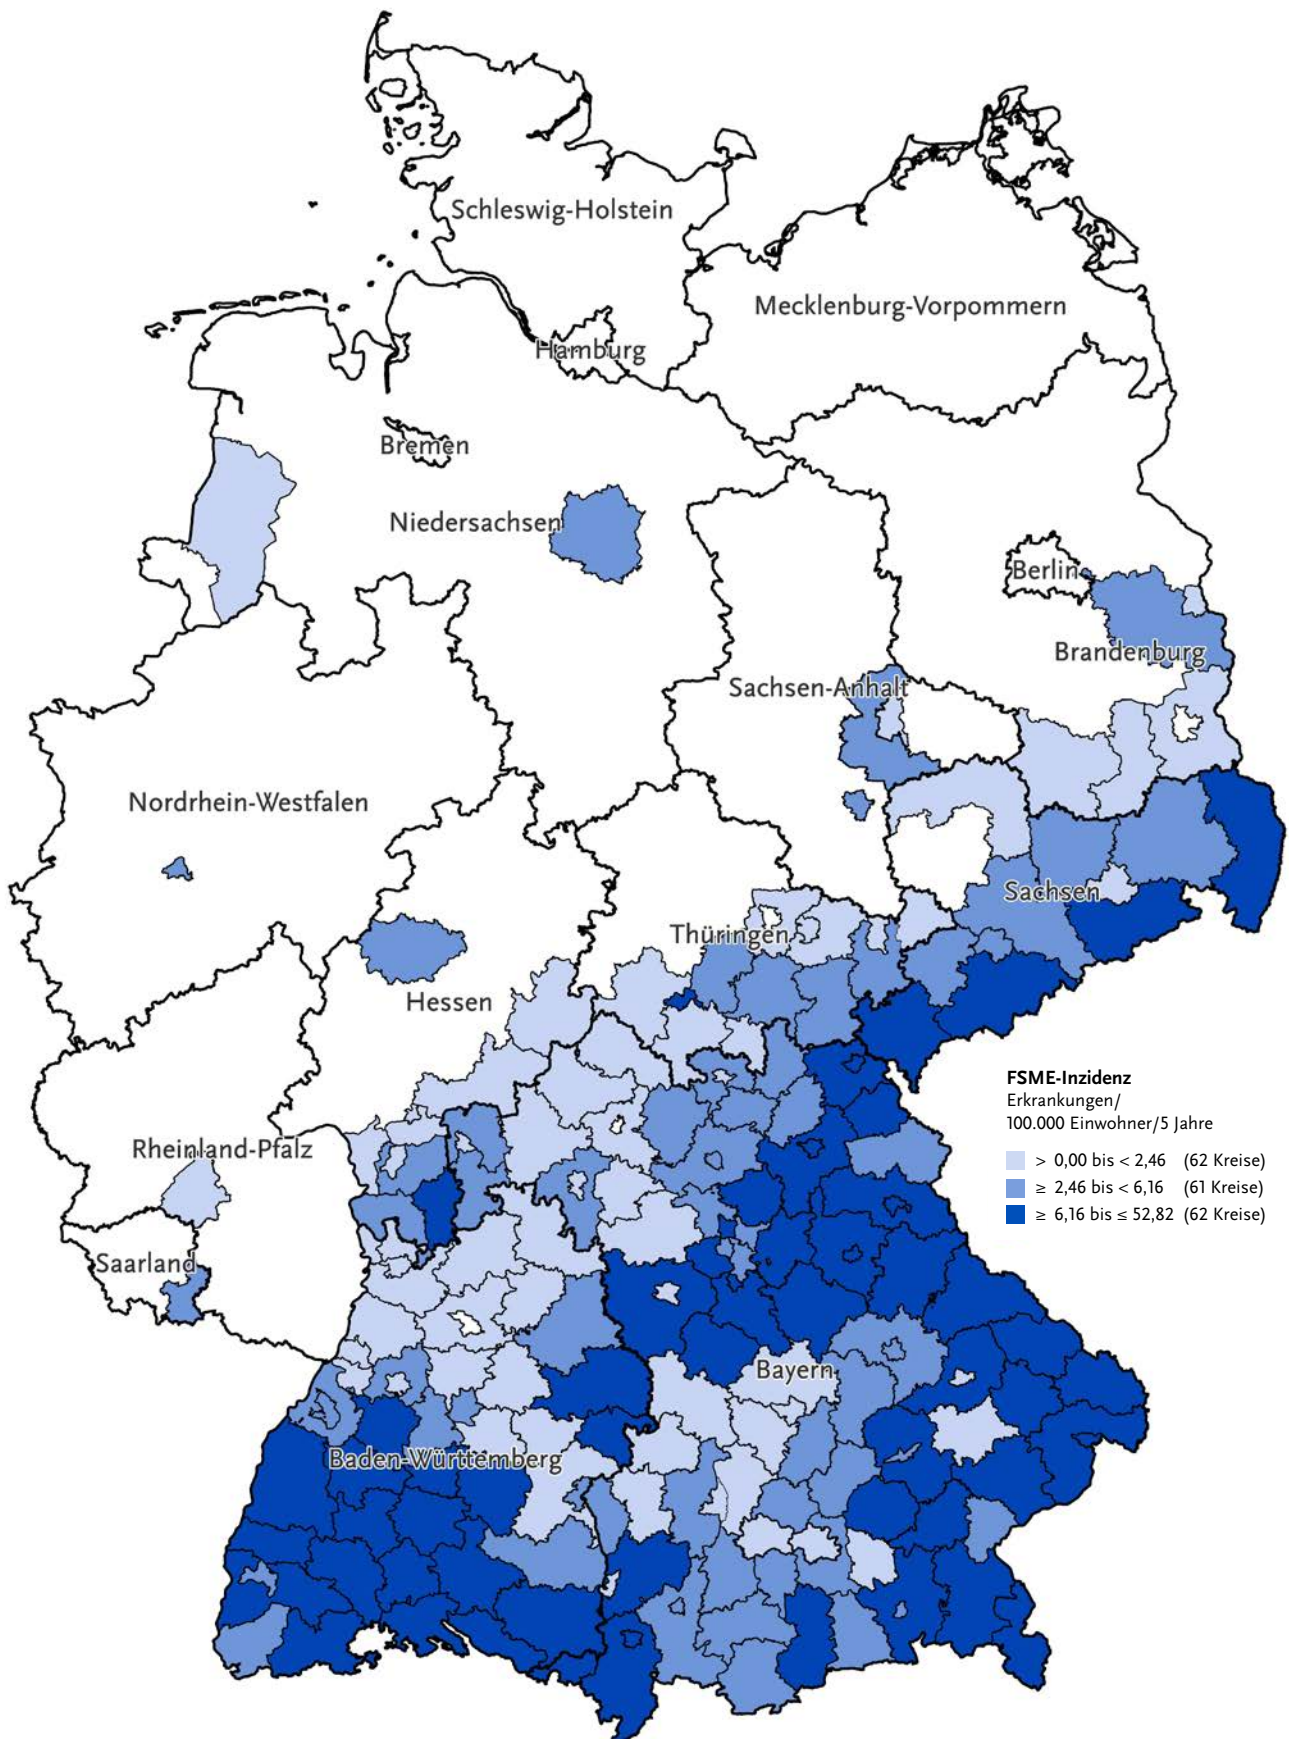 Schleswig-Holstein
Mecklenburg-Vorpommern
Hamburg
Bremen
Niedersachsen
Berlin
Brandenburg
Sachsen-Anhalt
Nordrhein-Westfalen
Sachsen
Thüringen
Hessen
FSME-Inzidenz
Erkrankungen/
100.000 Einwohner/5 Jahre
> 0,00 bis < 2,46 (62 Kreise)
≥ 2,46 bis < 6,16 (61 Kreise)
≥ 6,16 bis ≤ 52,82 (62 Kreise)
Rheinland-Pfalz
Saarland
Bayern
Baden-Württemberg